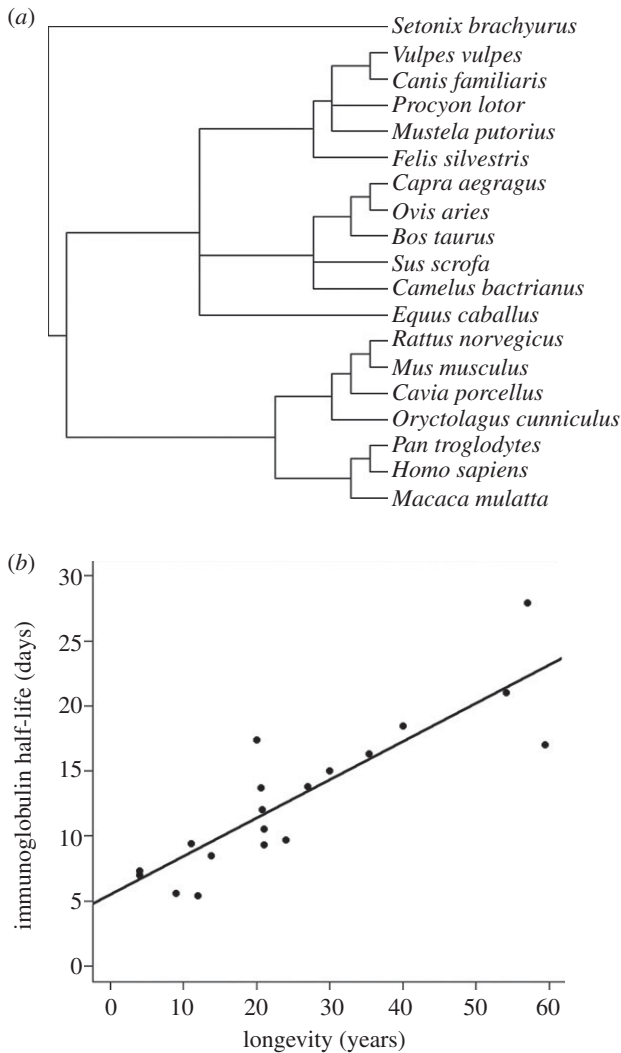 (a)
Setonix brachyurus
Vulpes vulpes
Canis familiaris
Procyon lotor
Mustela putorius
Felis silvestris
Capra aegragus
Ovis aries
Bos taurus
Sus scrofa
Camelus bactrianus
Equus caballus
Rattus norvegicus
Mus musculus
Cavia porcellus
Oryctolagus cunniculus
Pan troglodytes
Homo sapiens
Macaca mulatta
(b)
30
25
20
15
10
5
0
immunoglobulin half-life (days)
0 10 20 30 40 50 60
longevity (years)